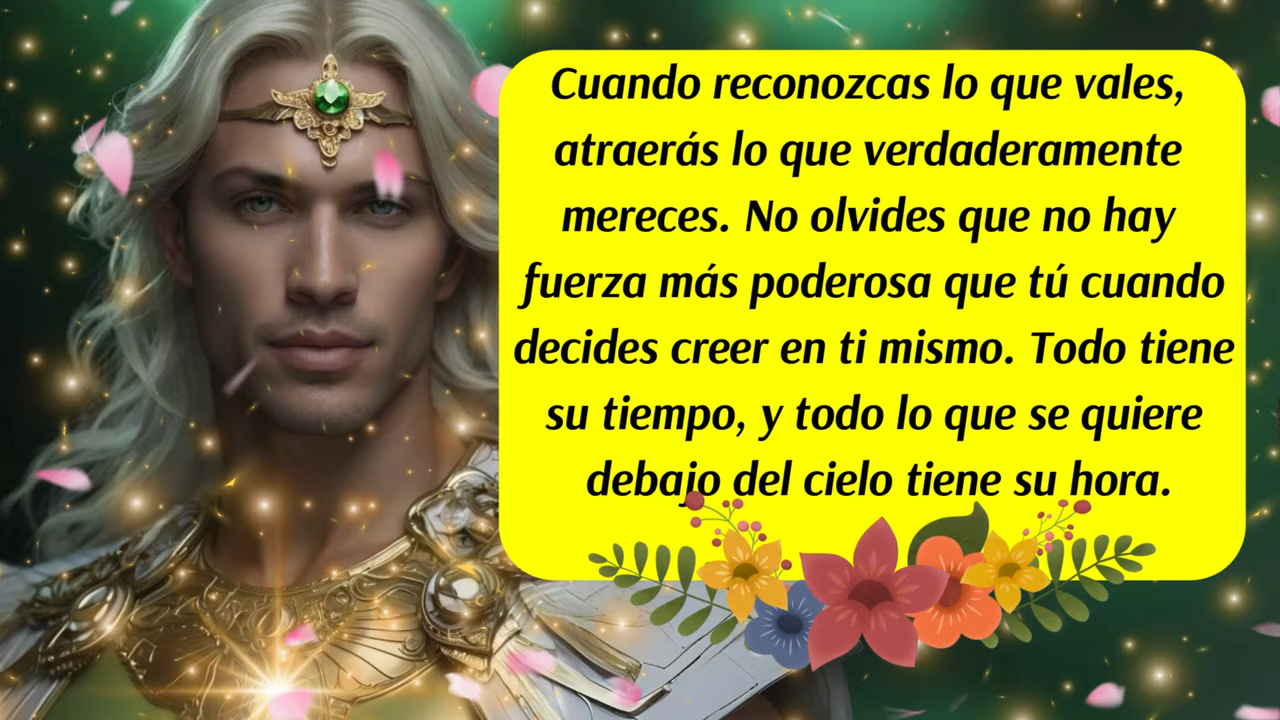 Cuando reconozcas lo que vales,
atraerás lo que verdaderamente
mereces. No olvides que no hay
fuerza más poderosa que tú cuando
decides creer en ti mismo. Todo tiene
su tiempo, y todo lo que se quiere
debajo del cielo tiene su hora.